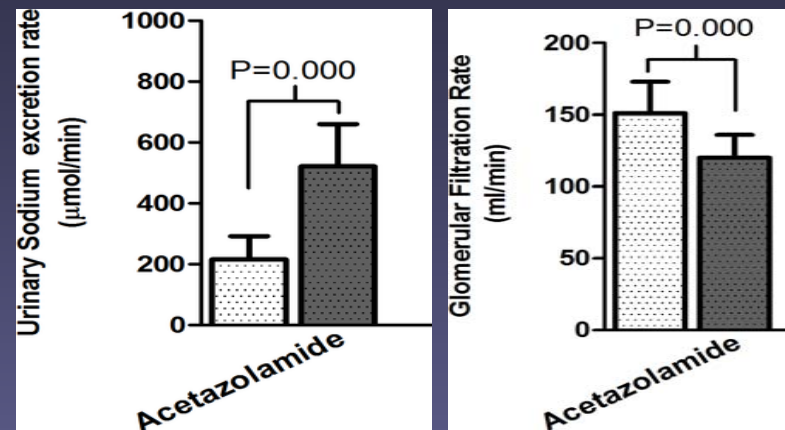 Urinary Sodium excretion rate
(µmol/min)
1000
800
600
400
200
0
P=0.000
Acetazolamide
Glomerular Filtration Rate
(ml/min)
200
150
100
50
0
P=0.000
Acetazolamide